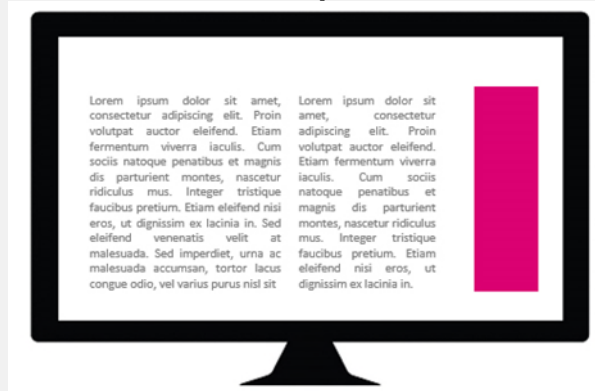 Lorem ipsum dolor sit amet,
consectetur adipiscing elit. Proin
volutpat auctor eleifend. Etiam
fermentum viverra iaculis. Cum
sociis natoque penatibus et magnis
dis parturient montes, nascetur
ridiculus mus. Integer tristique
faucibus pretium. Etiam eleifend nisi
eros, ut dignissim ex lacinia in. Sed
eleifend venenatis velit at
malesuada. Sed imperdiet, urna ac
malesuada accumsan, tortor lacus
congue odio, vel varius purus nisl sit
Lorem ipsum dolor sit
amet, consectetur
adipiscing elit. Proin
volutpat auctor eleifend.
Etiam fermentum viverra
iaculis. Cum sociis
natoque penatibus et
magnis dis parturient
montes, nascetur ridiculus
mus. Integer tristique
faucibus pretium. Etiam
eleifend nisi eros, ut
dignissim ex lacinia in.